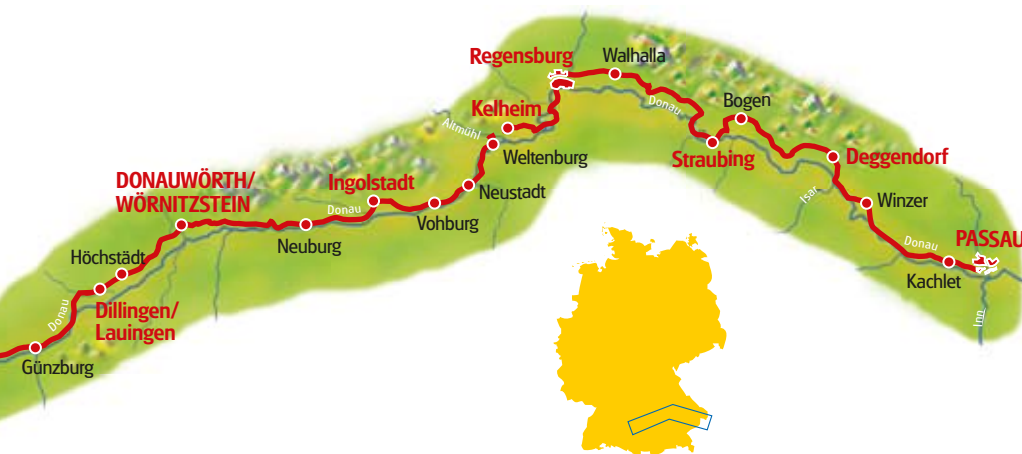 Regensburg
Walhalla
Donau
Bogen
Kelheim
Altmühl
Weltenburg
Straubing
Deggendorf
DONAUWÖRTH/
WÖRNITZSTEIN
Ingolstadt
Neustadt
Isar
Winzer
Donau
Vohburg
Neuburg
Donau
PASSAU
Höchstädt
Kachlet
Dillingen/
Lauingen
Donau
Inn
Günzburg